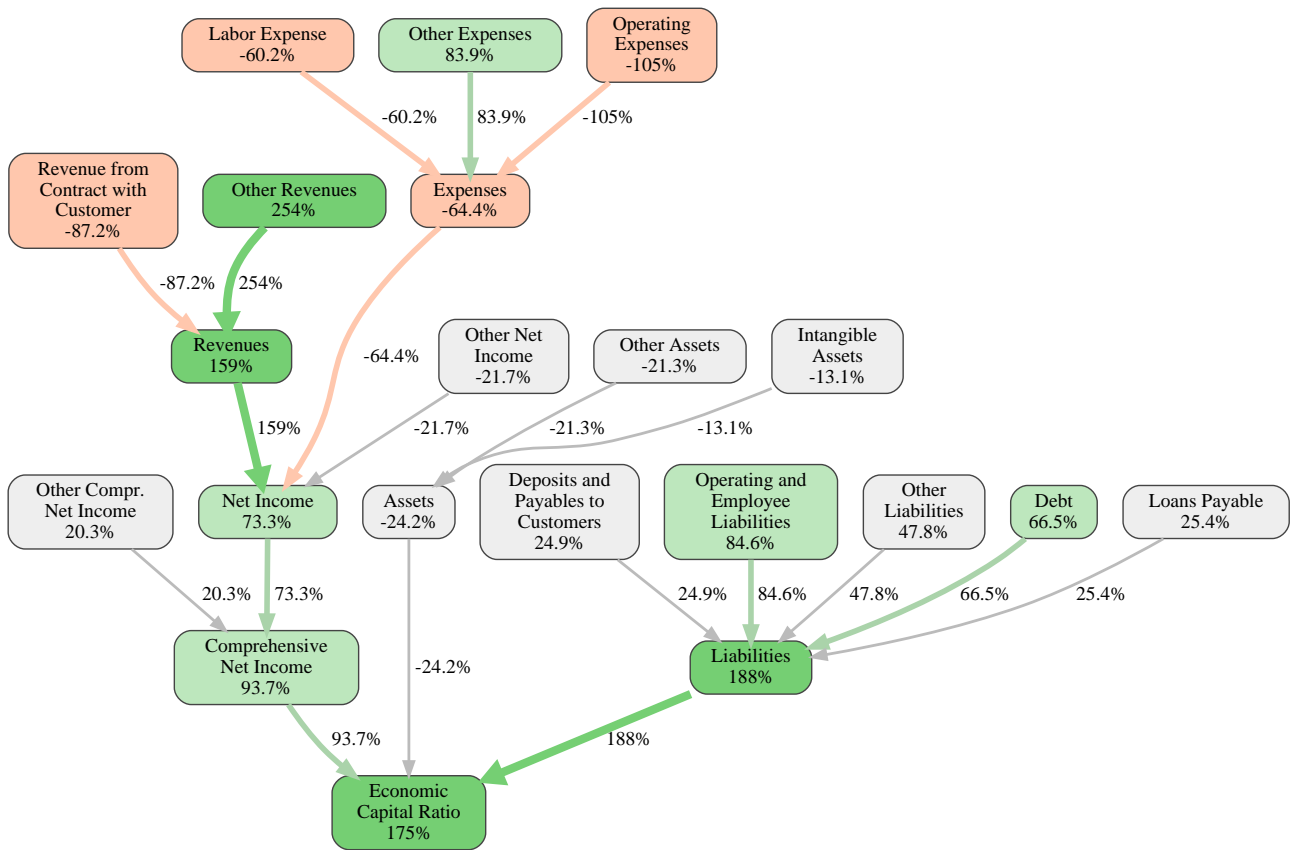 Labor Expense
-60.2%
Other Expenses
83.9%
Operating
Expenses
-105%
-60.2%
83.9%
-105%
Revenue from
Contract with
Customer
-87.2%
Other Revenues
254%
Expenses
-64.4%
-87.2%
254%
-64.4%
Revenues
159%
Other Net
Income
-21.7%
Other Assets
-21.3%
Intangible
Assets
-13.1%
159%
-21.7%
-21.3%
-13.1%
Other Compr.
Net Income
20.3%
Net Income
73.3%
Assets
-24.2%
Deposits and
Payables to
Customers
24.9%
Operating and
Employee
Liabilities
84.6%
Other
Liabilities
47.8%
Debt
66.5%
Loans Payable
25.4%
20.3%
73.3%
24.9%
84.6%
47.8%
66.5%
25.4%
Comprehensive
Net Income
93.7%
-24.2%
Liabilities
188%
93.7%
188%
Economic
Capital Ratio
175%